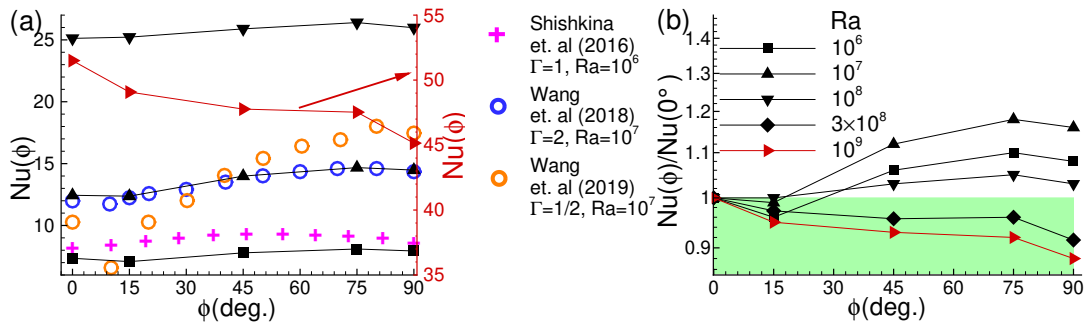 (a)
Nu(ϕ)
25
20
15
10
55
50
45
40
35
Nu(ϕ)
0 15 30 45 60 75 90
ϕ(deg.)
Shishkina
et. al (2016)
Γ=1, Ra=10⁶
Wang
et. al (2018)
Γ=2, Ra=10⁷
Wang
et. al (2019)
Γ=1/2, Ra=10⁷
(b)
Nu(ϕ)/Nu(0°)
1.4
1.3
1.2
1.1
1
0.9
Ra
10⁶
10⁷
10⁸
3×10⁸
10⁹
0 15 30 45 60 75 90
ϕ(deg.)